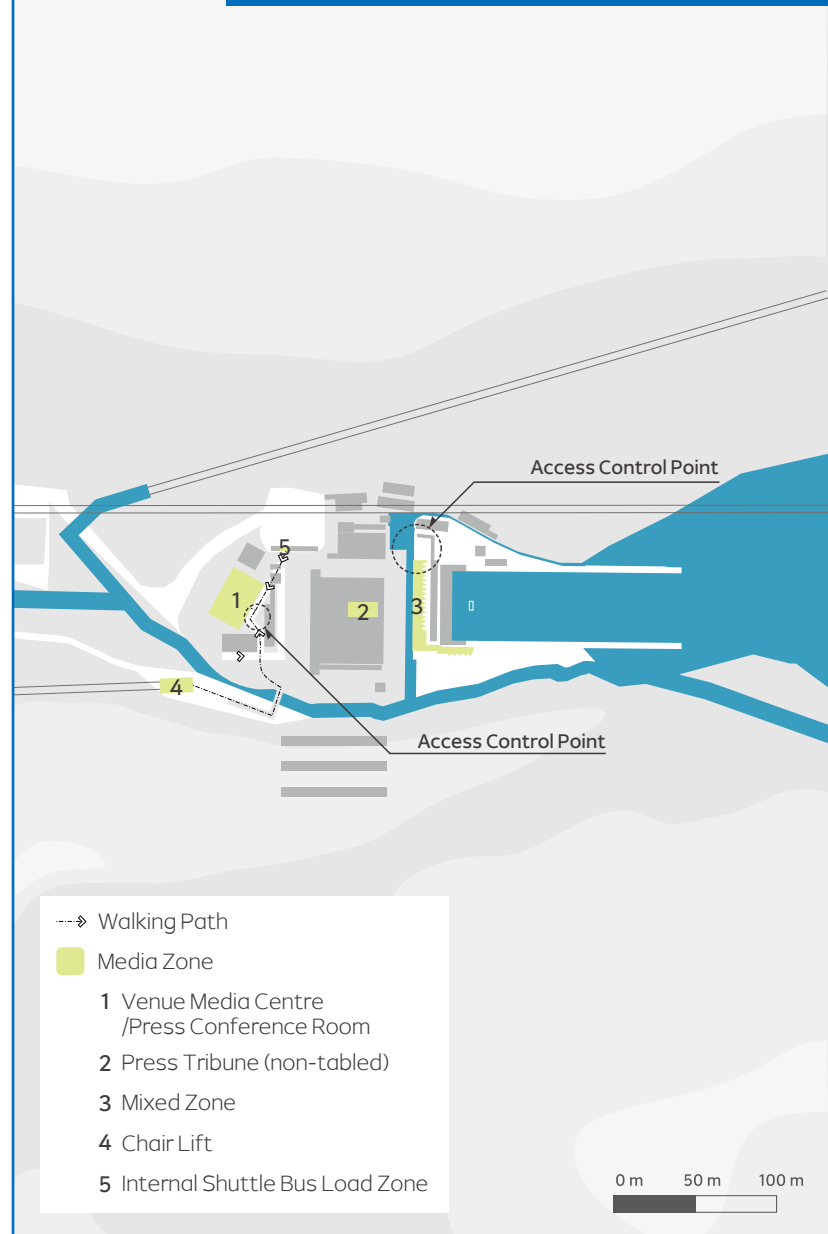 Access Control Point
5
1
2
3
4
Access Control Point
Walking Path
Media Zone
1 Venue Media Centre
/Press Conference Room
2 Press Tribune (non-tabled)
3 Mixed Zone
4 Chair Lift
5 Internal Shuttle Bus Load Zone
0 m 50 m 100 m